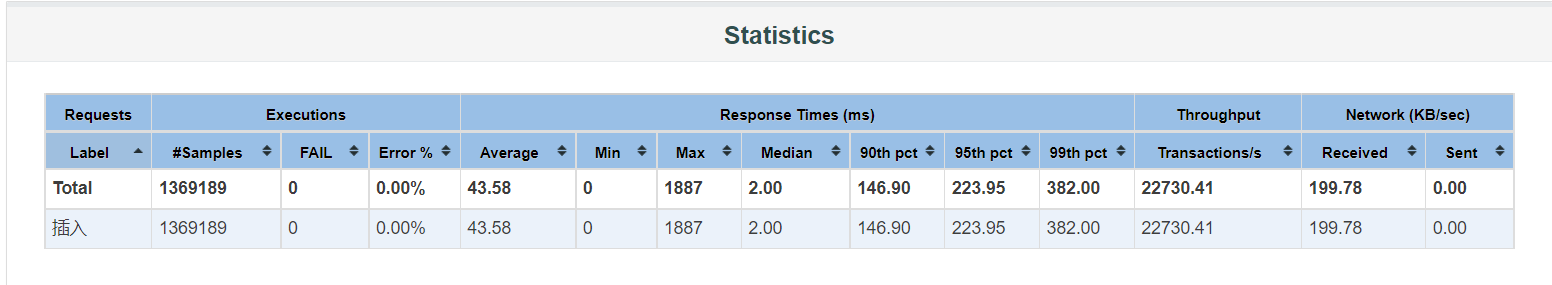 Statistics
Requests Executions Response Times (ms) Throughput Network (KB/sec)
Label #Samples FAIL Error % Average Min Max Median 90th pct 95th pct 99th pct Transactions/s Received Sent
Total 1369189 0 0.00% 43.58 0 1887 2.00 146.90 223.95 382.00 22730.41 199.78 0.00
插入 1369189 0 0.00% 43.58 0 1887 2.00 146.90 223.95 382.00 22730.41 199.78 0.00